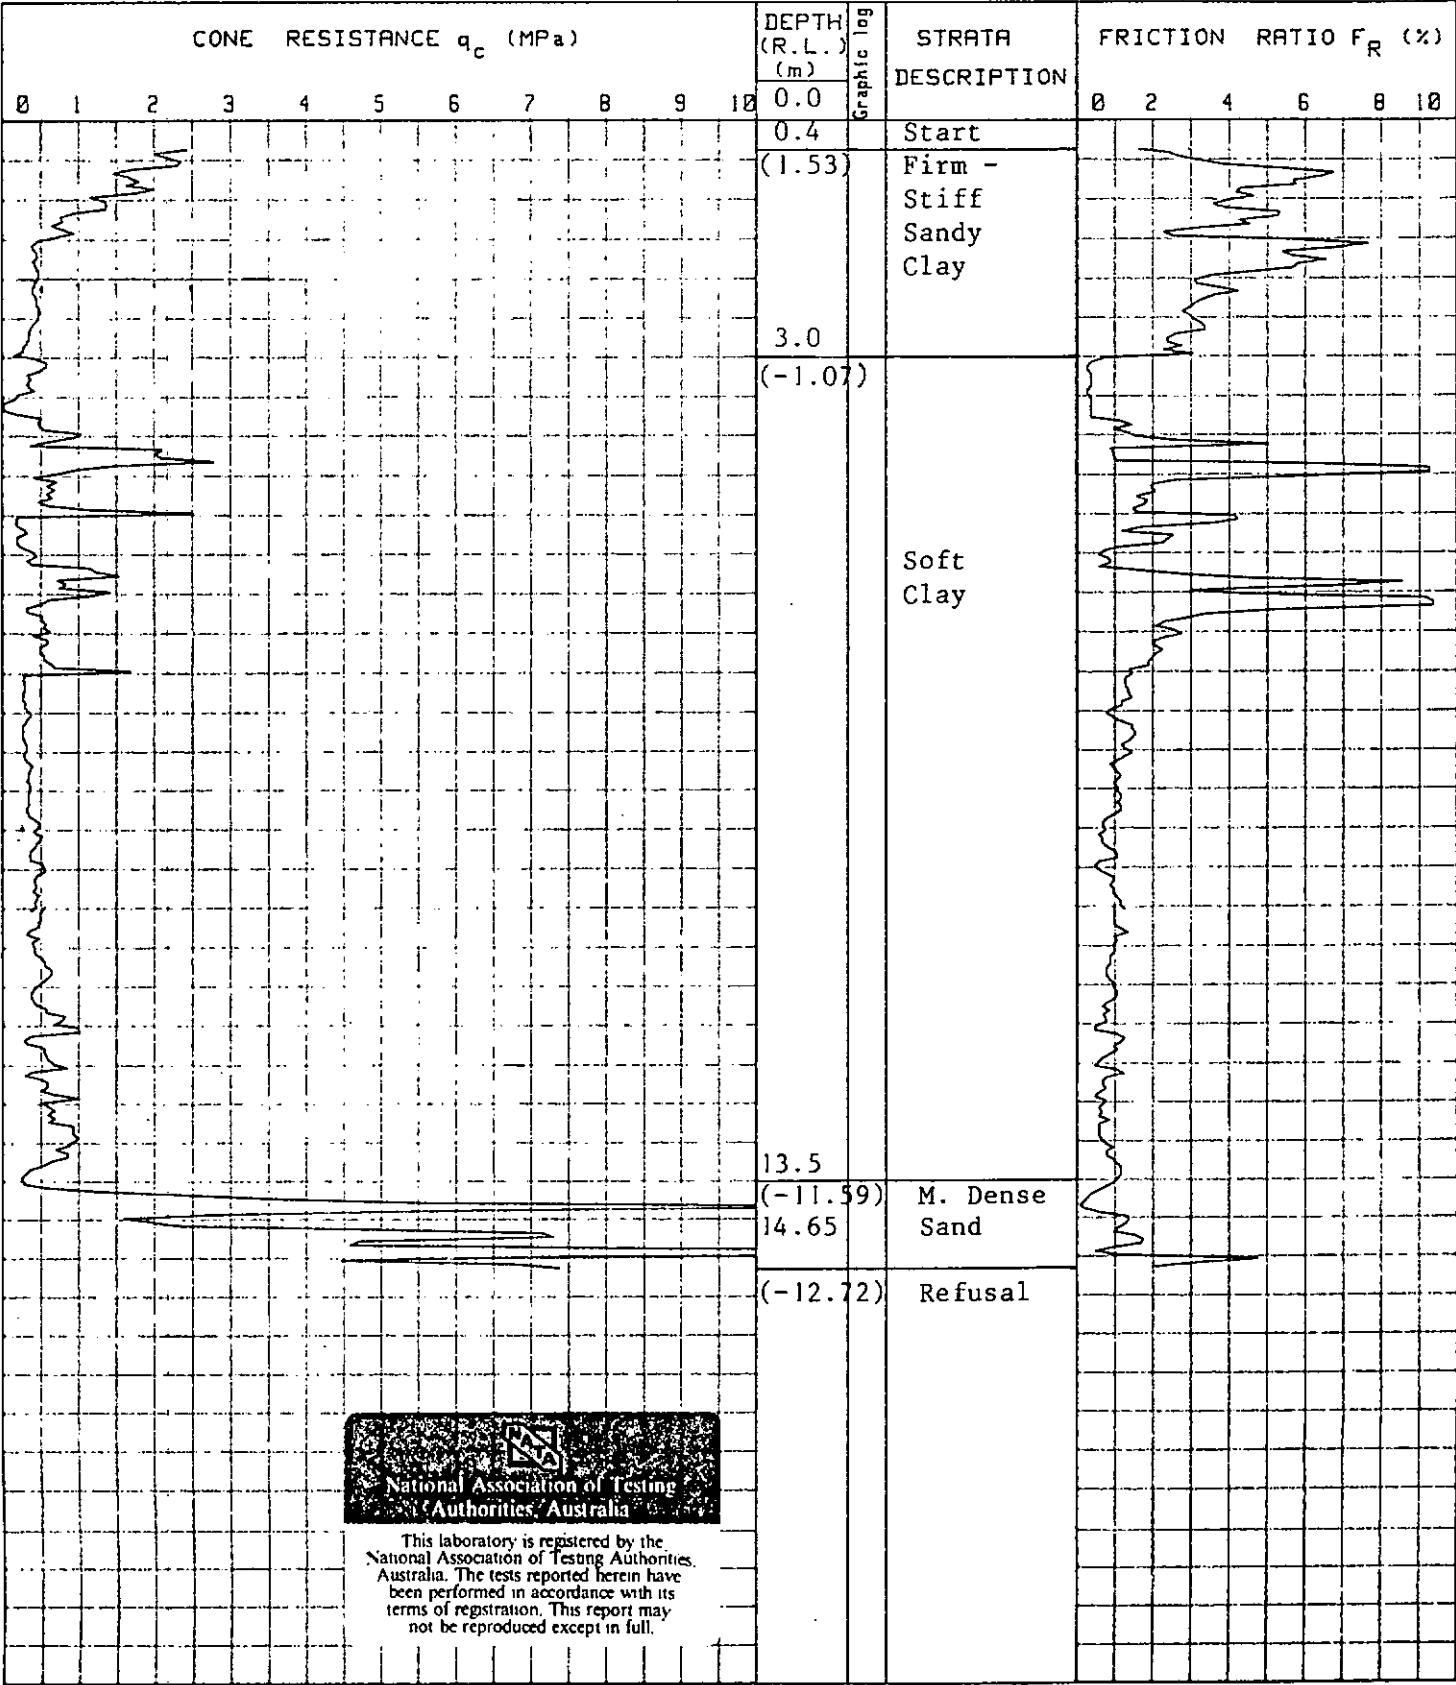 CONE RESISTANCE qc (MPa)
0 1 2 3 4 5 6 7 8 9 10
DEPTH
(R.L.)
(m)
0.0
Graphic log
STRATA
DESCRIPTION
FRICTION RATIO FR (%)
0 2 4 6 8 10
0.4 Start
(1.53) Firm -
Stiff
Sandy
Clay
3.0
(-1.07)
Soft
Clay
13.5
(-11.59) M. Dense
14.65 Sand
(-12.72) Refusal
NATA
National Association of Testing
Authorities, Australia
This laboratory is registered by the
National Association of Testing Authorities,
Australia. The tests reported herein have
been performed in accordance with its
terms of registration. This report may
not be reproduced except in full.